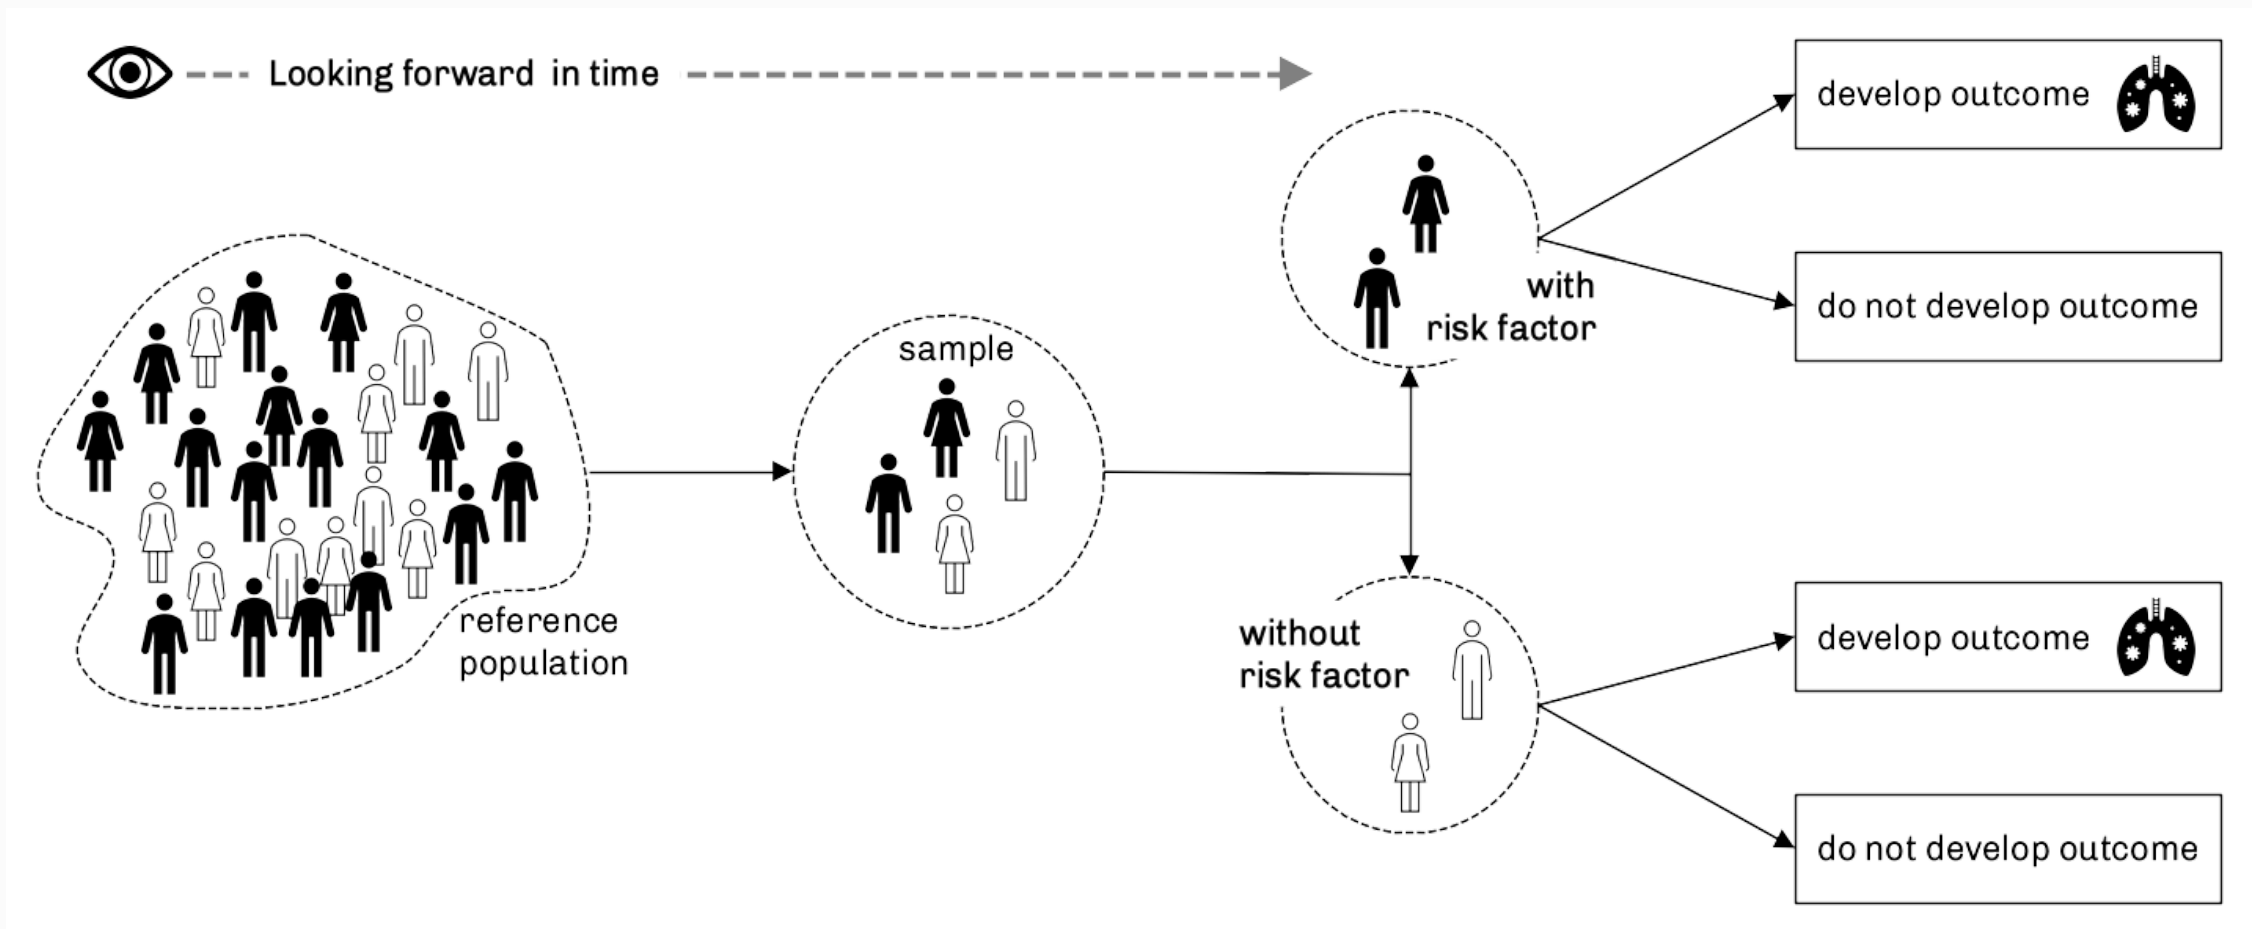 Looking forward in time
develop outcome
do not develop outcome
with
risk factor
sample
reference
population
without
risk factor
develop outcome
do not develop outcome